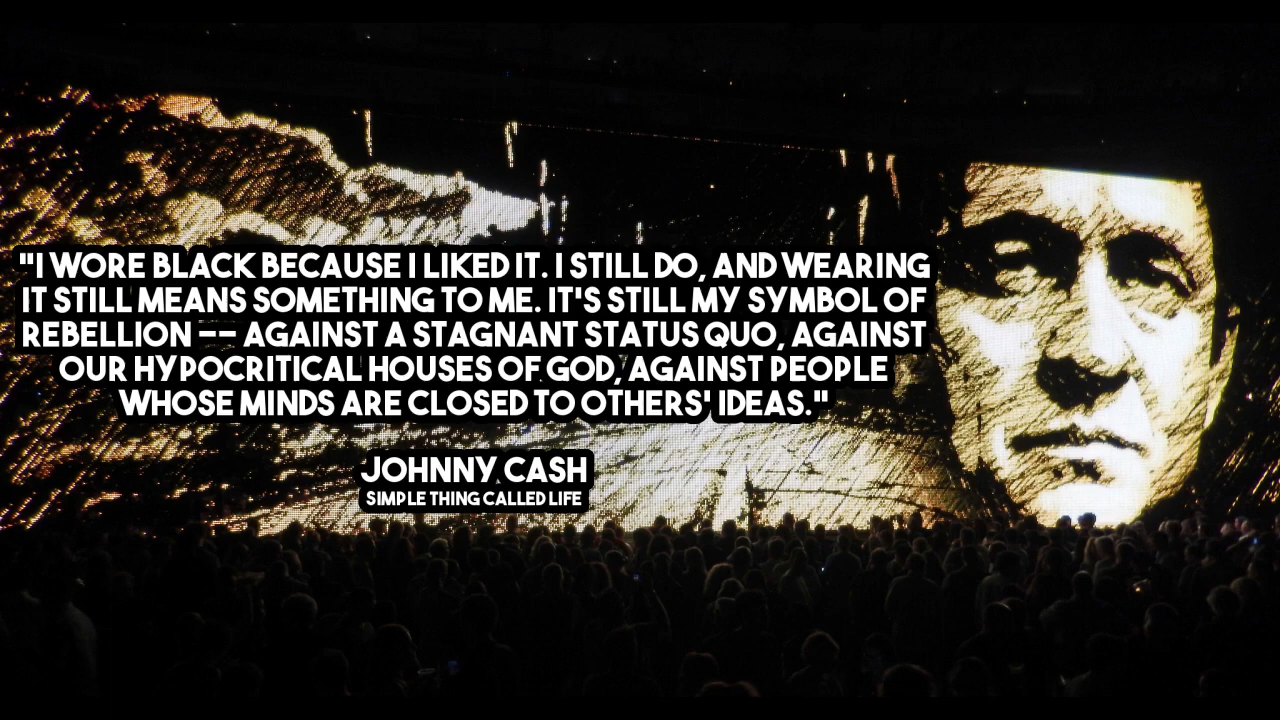 "I WORE BLACK BECAUSE I LIKED IT. I STILL DO, AND WEARING
IT STILL MEANS SOMETHING TO ME. IT'S STILL MY SYMBOL OF
REBELLION -- AGAINST A STAGNANT STATUS QUO, AGAINST
OUR HYPOCRITICAL HOUSES OF GOD, AGAINST PEOPLE
WHOSE MINDS ARE CLOSED TO OTHERS' IDEAS."
JOHNNY CASH
SIMPLE THING CALLED LIFE